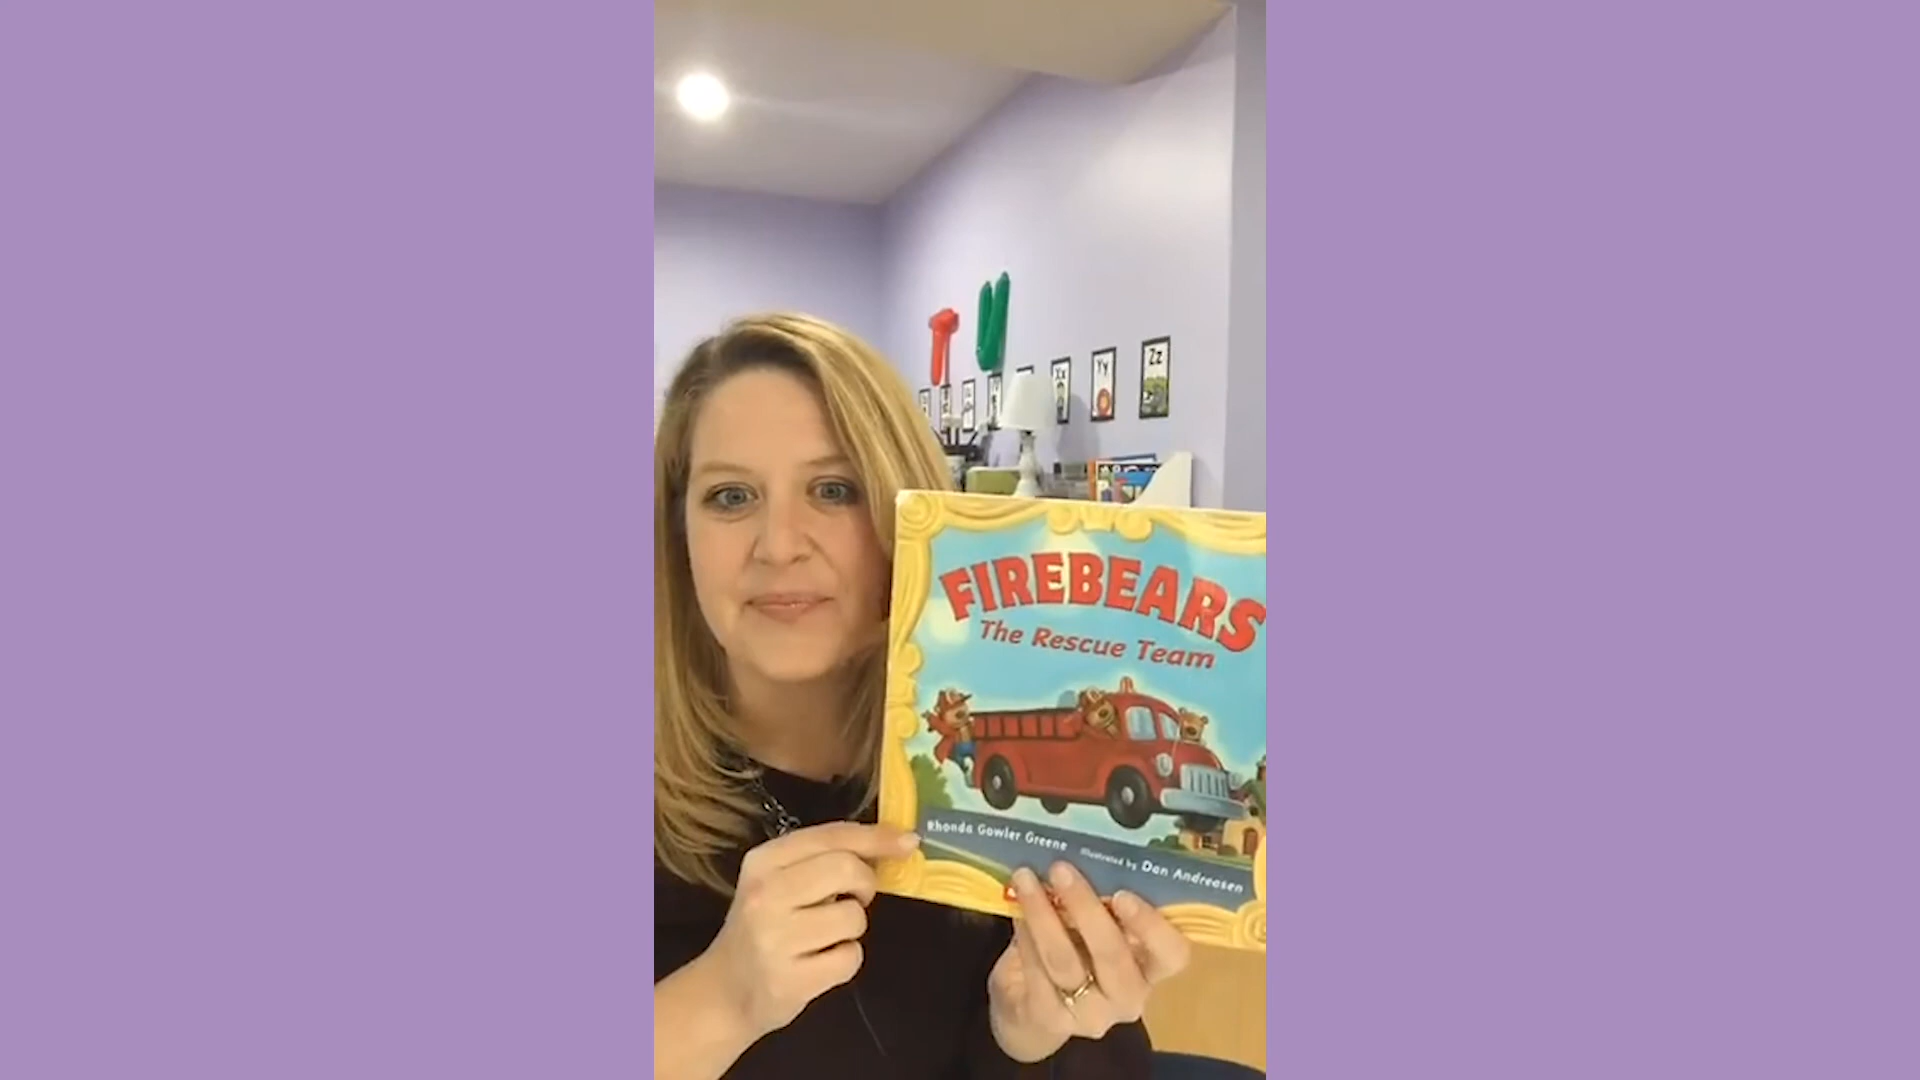 T U
Xx
Yy
Zz
FIREBEARS
The Rescue Team
Rhonda Gowler Greene Illustrated by Dan Andreasen